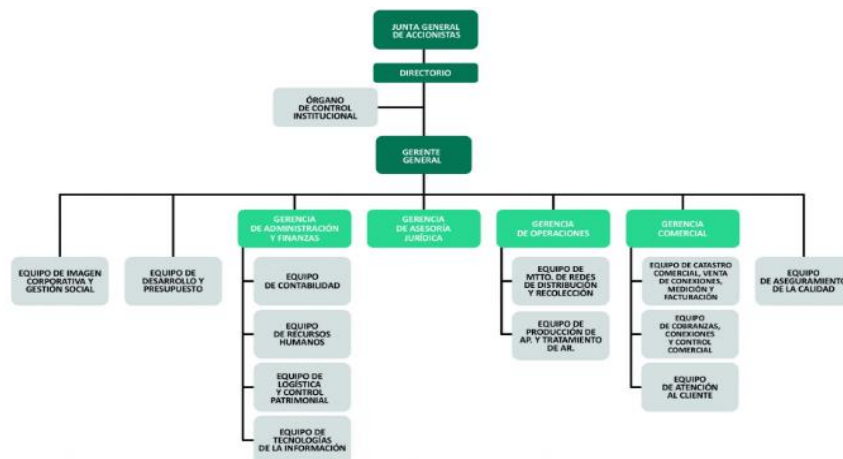 JUNTA GENERAL
DE ACCIONISTAS
DIRECTORIO
ÓRGANO
DE CONTROL
INSTITUCIONAL
GERENTE
GENERAL
GERENCIA
DE ADMINISTRACIÓN
Y FINANZAS
GERENCIA
DE ASESORÍA
JURÍDICA
GERENCIA
DE OPERACIONES
GERENCIA
COMERCIAL
EQUIPO DE IMAGEN
CORPORATIVA Y
GESTIÓN SOCIAL
EQUIPO DE
DESARROLLO Y
PRESUPUESTO
EQUIPO
DE CONTABILIDAD
EQUIPO
DE RECURSOS
HUMANOS
EQUIPO DE
LOGÍSTICA
Y CONTROL
PATRIMONIAL
EQUIPO DE
TECNOLOGÍAS
DE LA INFORMACIÓN
EQUIPO DE
MTTO. DE REDES
DE DISTRIBUCIÓN
Y RECOLECCIÓN
EQUIPO DE
PRODUCCIÓN DE
AP. Y TRATAMIENTO
DE AR.
EQUIPO DE CATASTRO
COMERCIAL, VENTA
DE CONEXIONES,
MEDICIÓN Y
FACTURACIÓN
EQUIPO
DE COBRANZAS,
CONEXIONES
Y CONTROL
COMERCIAL
EQUIPO
DE ATENCIÓN
AL CLIENTE
EQUIPO
DE ASEGURAMIENTO
DE LA CALIDAD